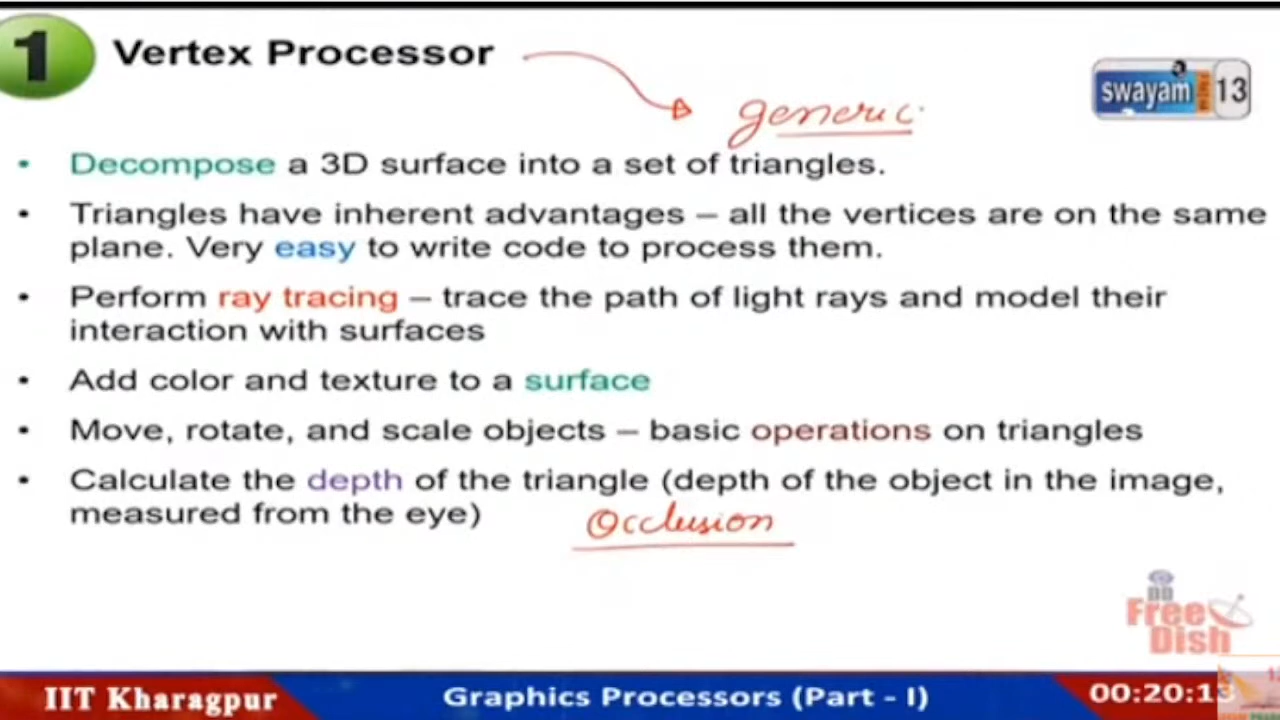 1 Vertex Processor
swayam 13
generic
• Decompose a 3D surface into a set of triangles.
• Triangles have inherent advantages – all the vertices are on the same
plane. Very easy to write code to process them.
• Perform ray tracing – trace the path of light rays and model their
interaction with surfaces
• Add color and texture to a surface
• Move, rotate, and scale objects – basic operations on triangles
• Calculate the depth of the triangle (depth of the object in the image,
measured from the eye)
Occlusion
DD
Free
Dish
IIT Kharagpur
Graphics Processors (Part - I)
00:20:13